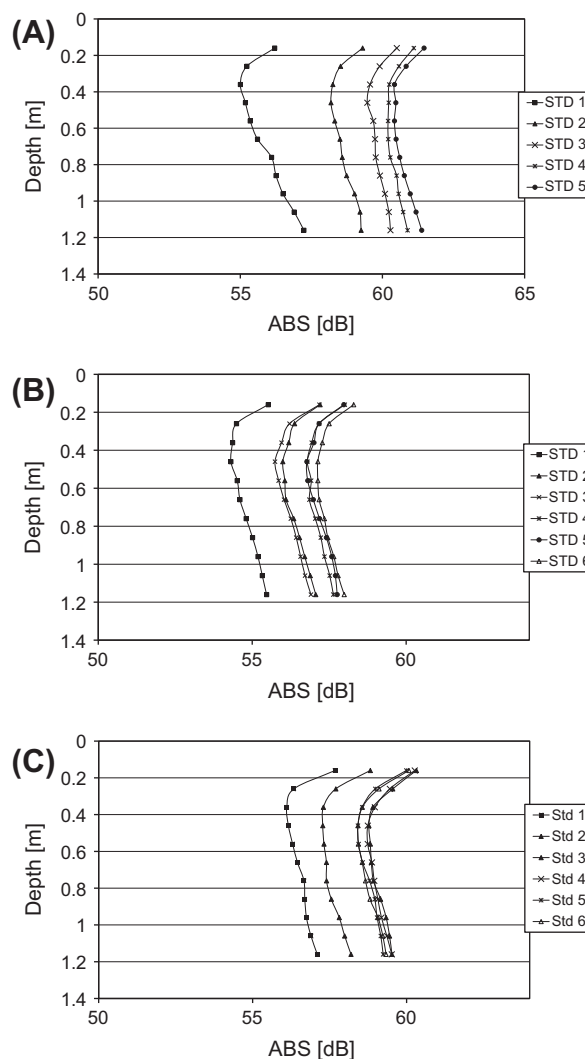 (A)
0
0.2
0.4
0.6
0.8
1
1.2
1.4
Depth [m]
50
55
60
65
ABS [dB]
STD 1
STD 2
STD 3
STD 4
STD 5
(B)
0
0.2
0.4
0.6
0.8
1
1.2
1.4
Depth [m]
50
55
60
ABS [dB]
STD 1
STD 2
STD 3
STD 4
STD 5
STD 6
(C)
0
0.2
0.4
0.6
0.8
1
1.2
1.4
Depth [m]
50
55
60
ABS [dB]
Std 1
Std 2
Std 3
Std 4
Std 5
Std 6